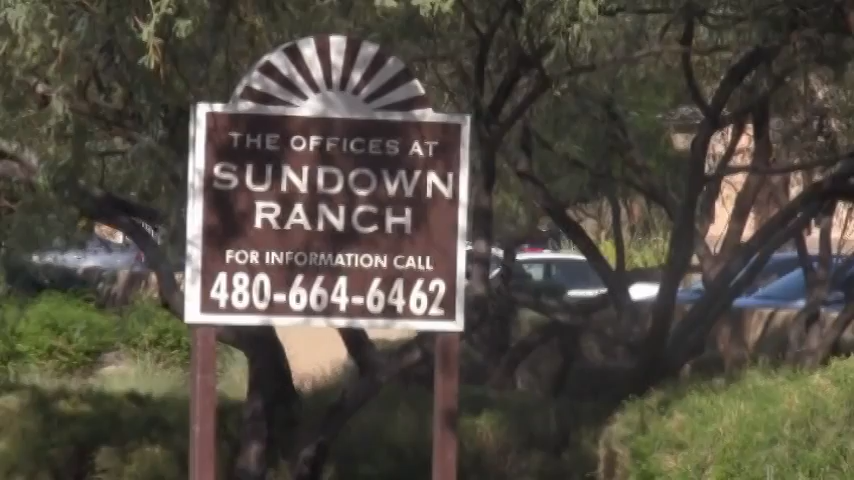 THE OFFICES AT
SUNDOWN
RANCH
FOR INFORMATION CALL
480-664-6462